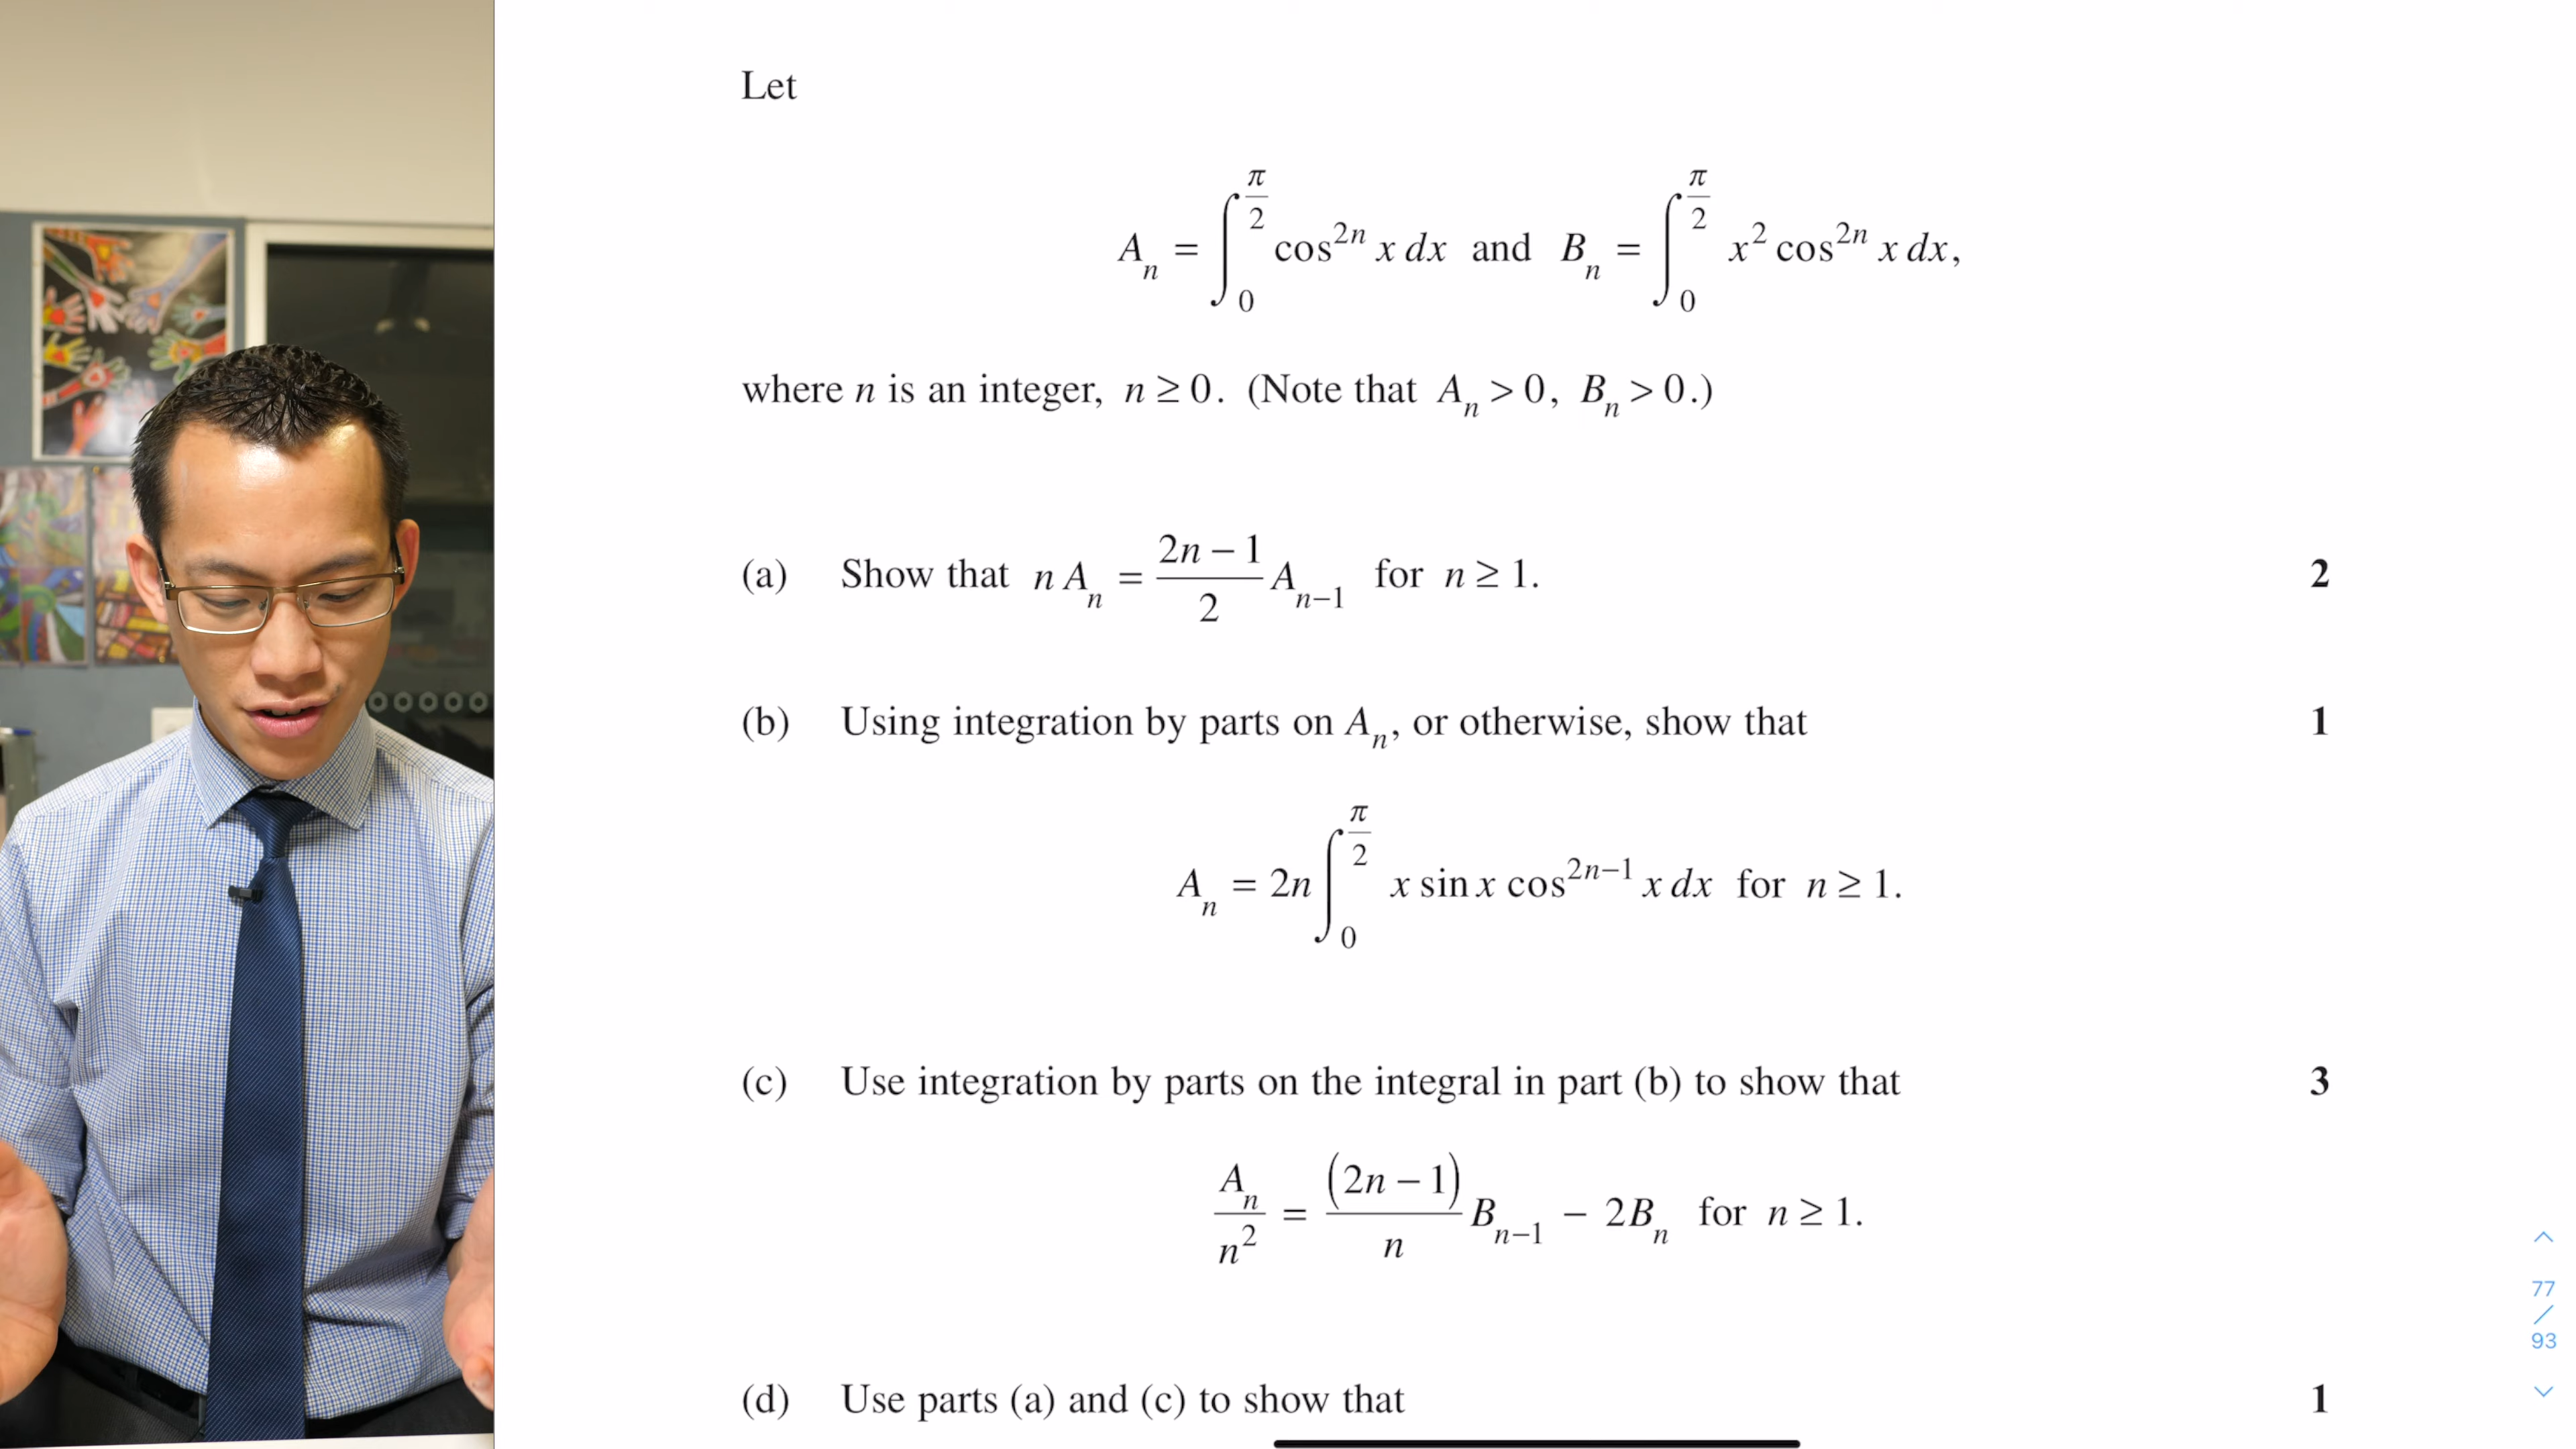 Let
A_n = ∫_0^{π/2} cos^{2n} x dx and B_n = ∫_0^{π/2} x^2 cos^{2n} x dx,
where n is an integer, n ≥ 0. (Note that A_n > 0, B_n > 0.)
(a) Show that n A_n = \frac{2n − 1}{2} A_{n−1} for n ≥ 1. 2
(b) Using integration by parts on A_n, or otherwise, show that 1
A_n = 2n ∫_0^{π/2} x sin x cos^{2n−1} x dx for n ≥ 1.
(c) Use integration by parts on the integral in part (b) to show that 3
\frac{A_n}{n^2} = \frac{(2n − 1)}{n} B_{n−1} − 2B_n for n ≥ 1.
(d) Use parts (a) and (c) to show that 1
77
/
93